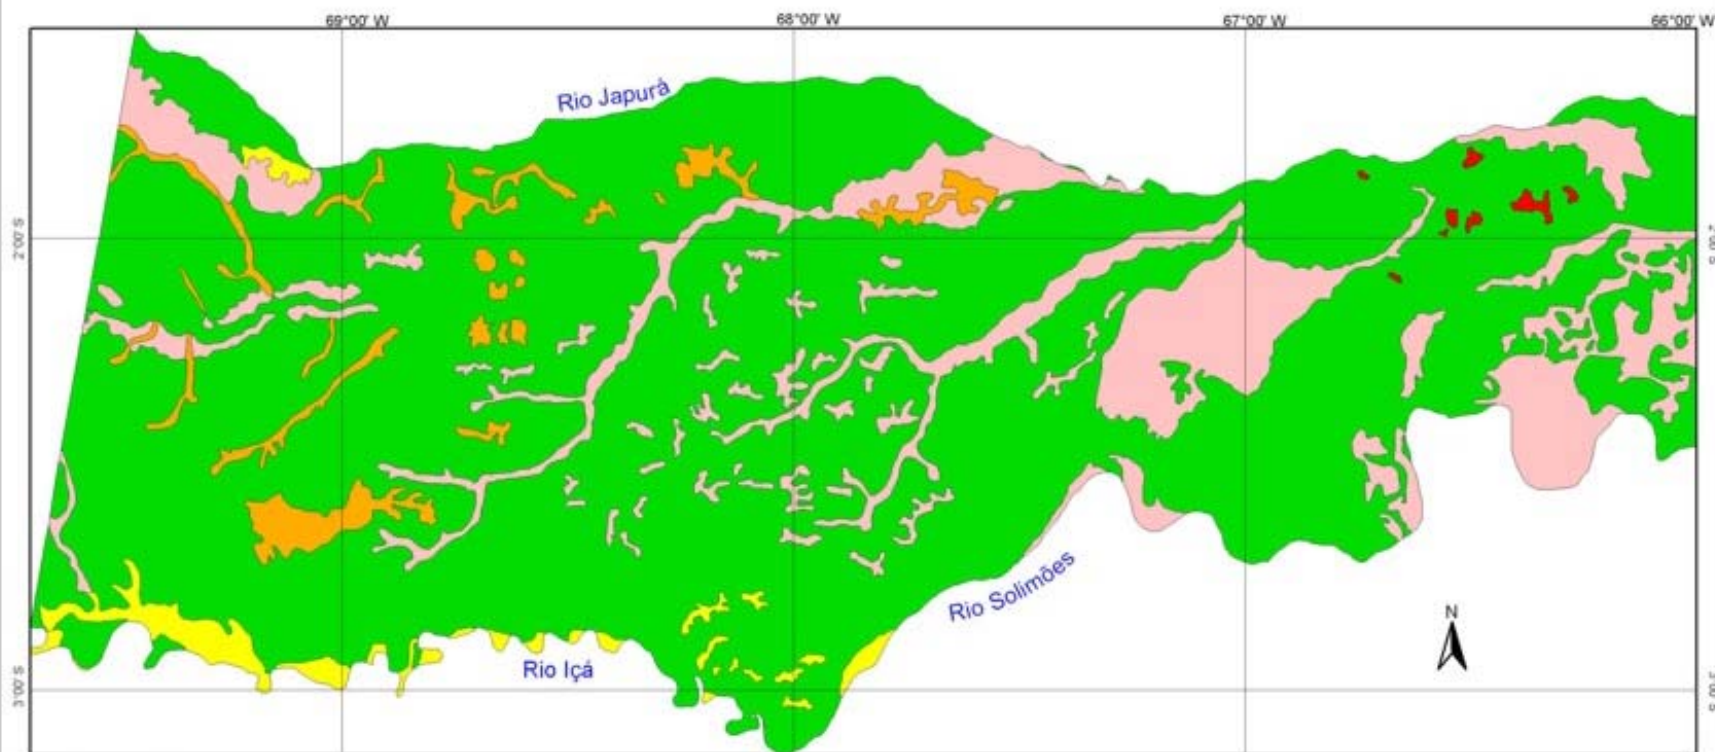 69°00' W
68°00' W
67°00' W
66°00' W
Rio Japurá
2°00' S
Rio Solimões
N
Rio Içá
3°00' S